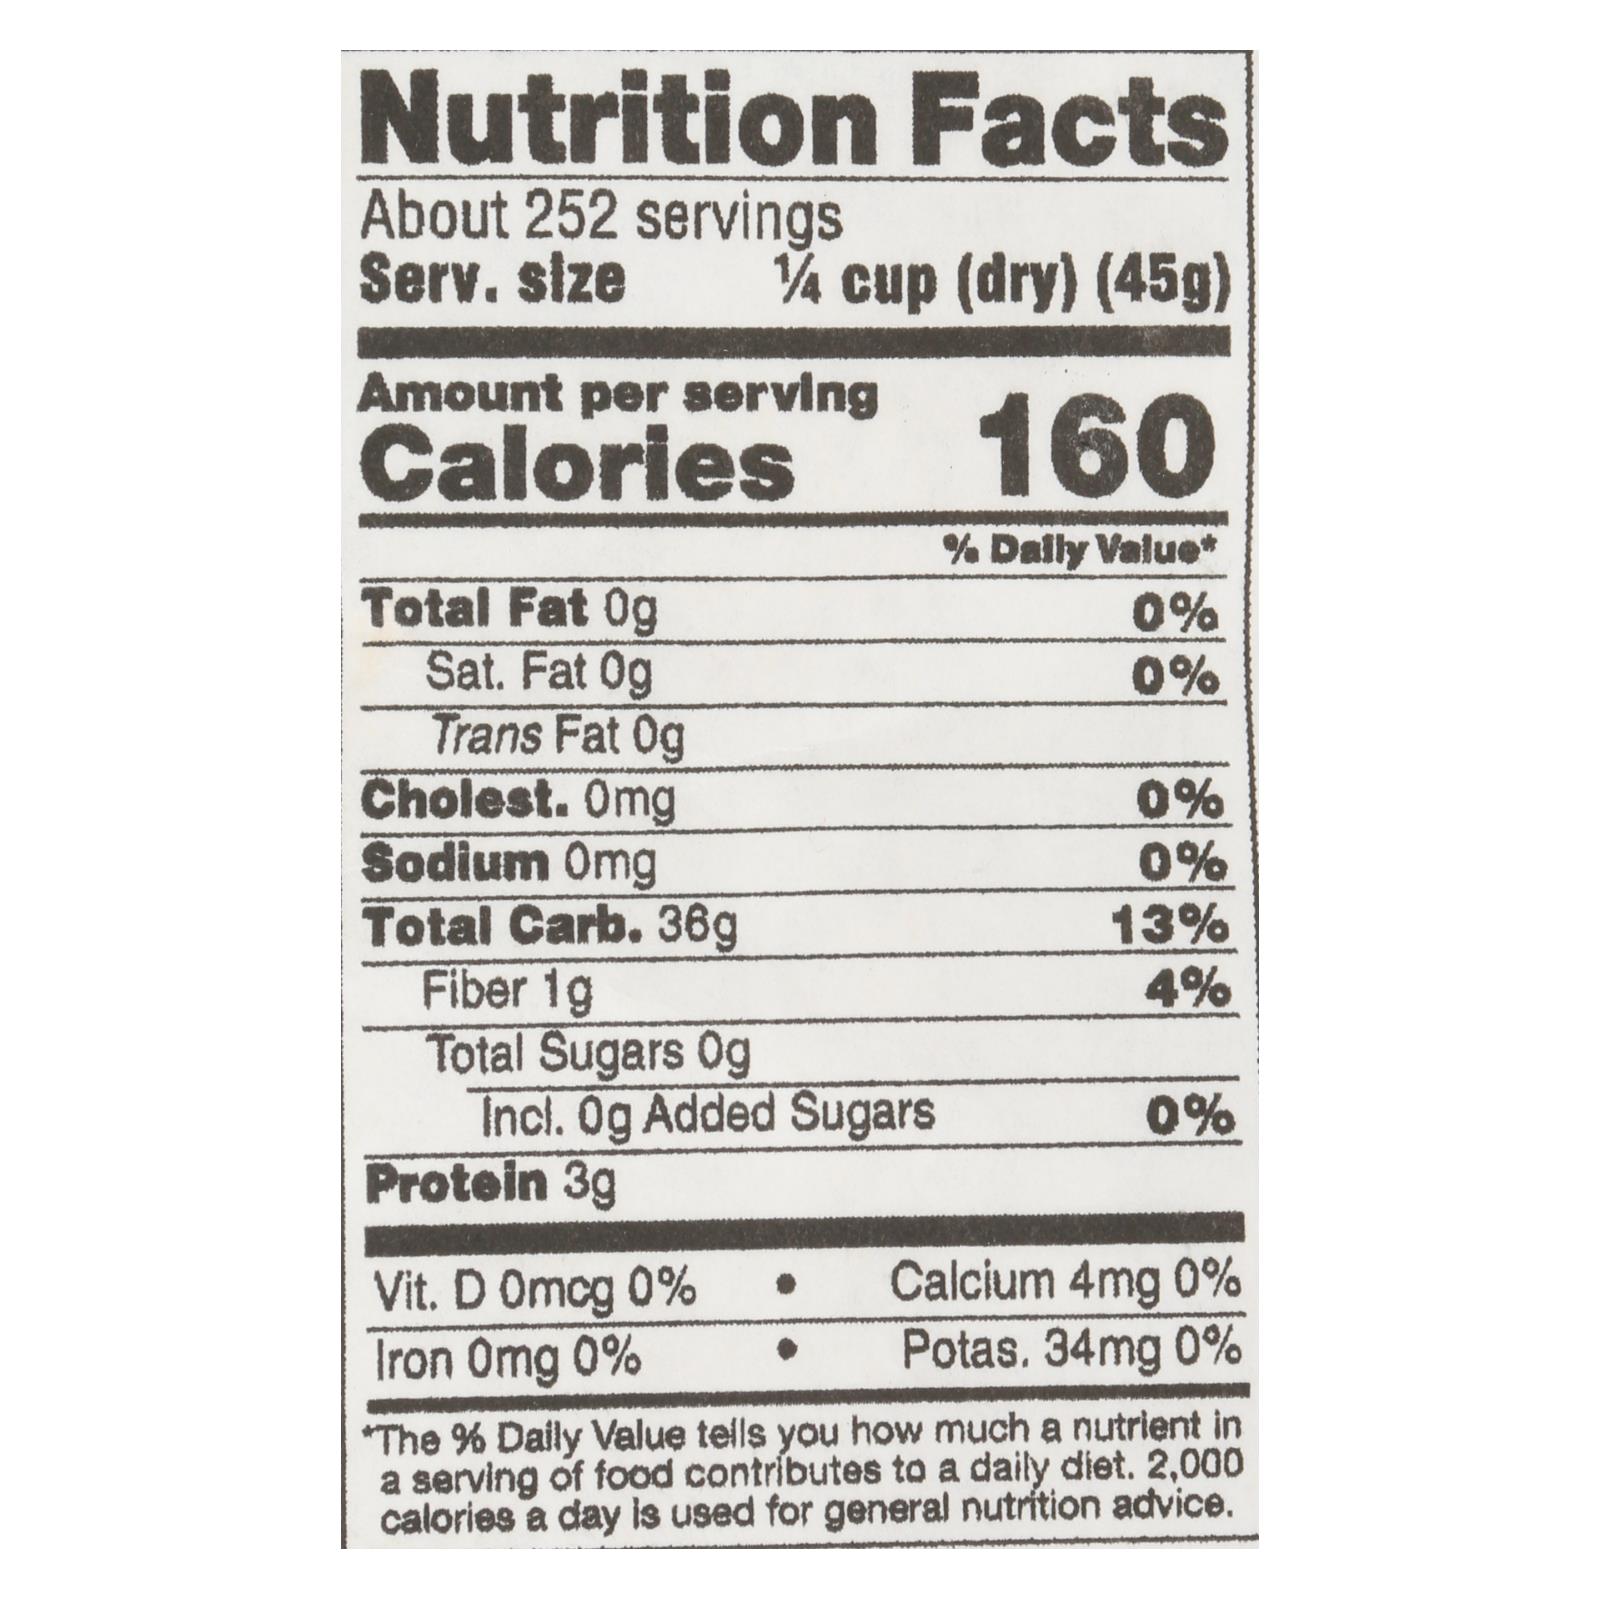 Nutrition Facts
About 252 servings
Serv. size ¼ cup (dry) (45g)
Amount per serving
Calories 160
% Daily Value*
Total Fat 0g 0%
Sat. Fat 0g 0%
Trans Fat 0g
Cholest. 0mg 0%
Sodium 0mg 0%
Total Carb. 36g 13%
Fiber 1g 4%
Total Sugars 0g
Incl. 0g Added Sugars 0%
Protein 3g
Vit. D 0mcg 0% • Calcium 4mg 0%
Iron 0mg 0% • Potas. 34mg 0%
*The % Daily Value tells you how much a nutrient in
a serving of food contributes to a daily diet. 2,000
calories a day is used for general nutrition advice.